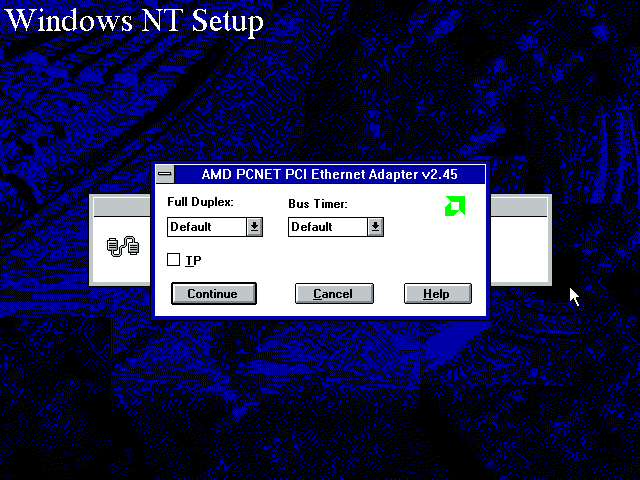 Windows NT Setup
AMD PCNET PCI Ethernet Adapter v2.45
Full Duplex: Bus Timer:
Default Default
TP
Continue Cancel Help